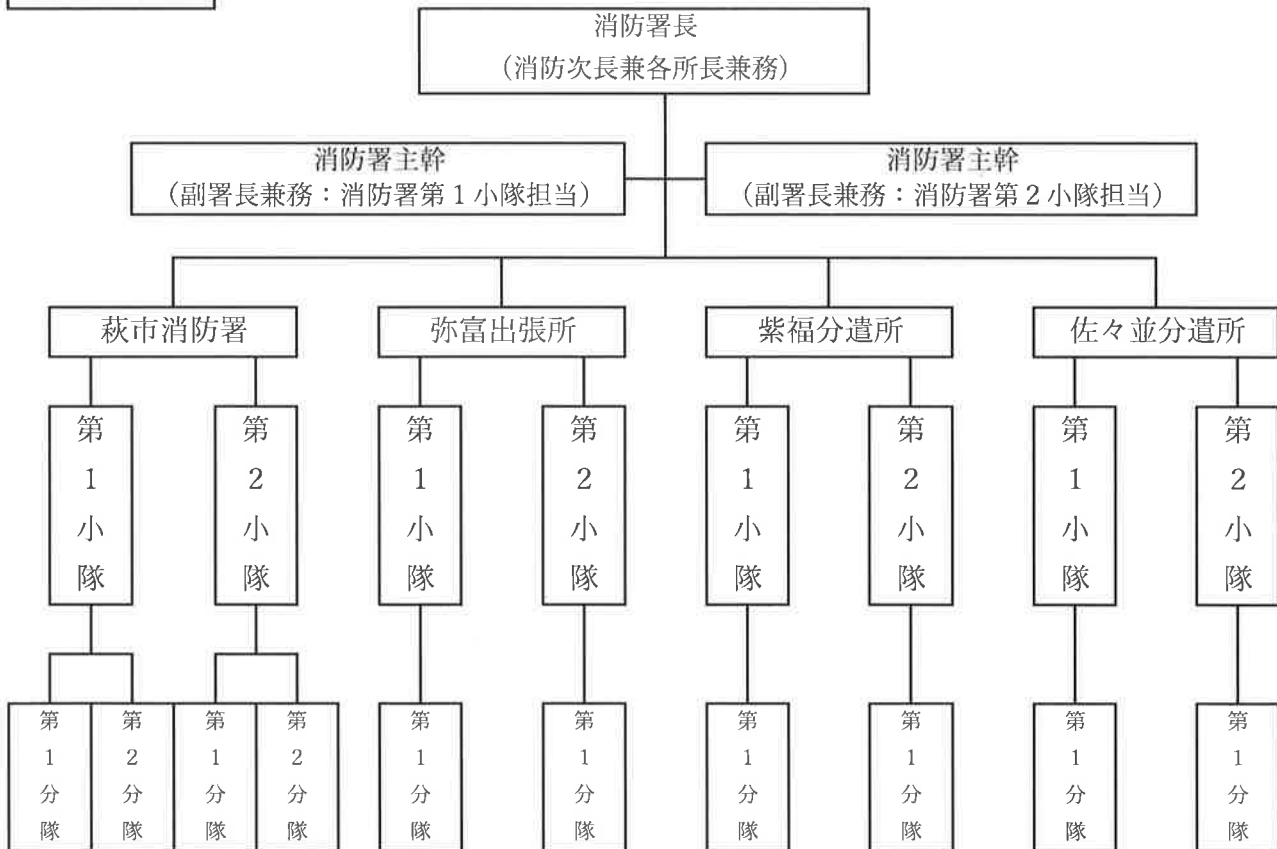 消防署長
(消防次長兼各所長兼務)
消防署主幹
(副署長兼務：消防署第1小隊担当)
消防署主幹
(副署長兼務：消防署第2小隊担当)
萩市消防署
弥富出張所
紫福分遣所
佐々並分遣所
第1小隊
第2小隊
第1小隊
第2小隊
第1小隊
第2小隊
第1小隊
第2小隊
第1分隊
第2分隊
第1分隊
第2分隊
第1分隊
第1分隊
第1分隊
第1分隊
第1分隊
第1分隊